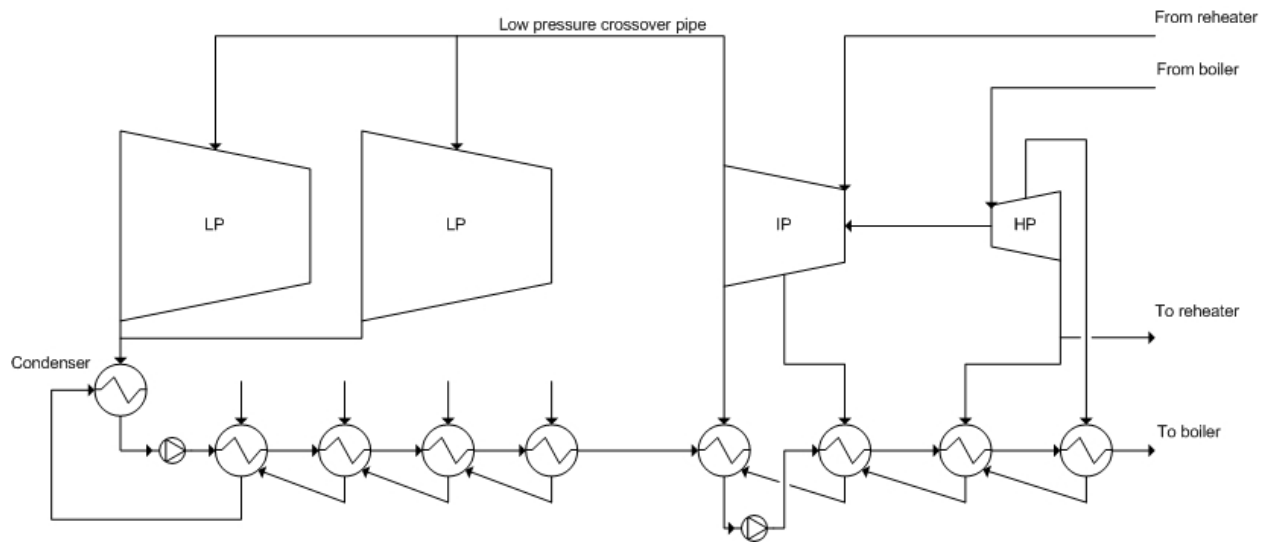 From reheater
Low pressure crossover pipe
From boiler
LP
LP
IP
HP
To reheater
Condenser
To boiler